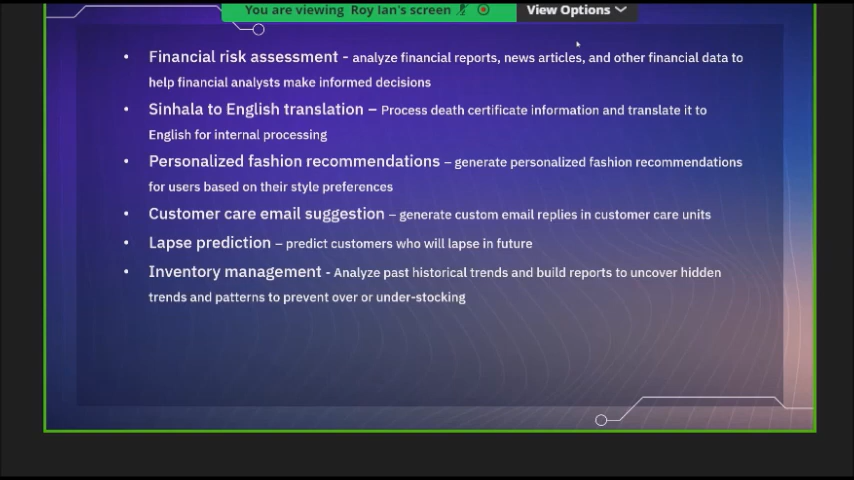 You are viewing Roy Ian's screen
View Options
• Financial risk assessment - analyze financial reports, news articles, and other financial data to
help financial analysts make informed decisions
• Sinhala to English translation – Process death certificate information and translate it to
English for internal processing
• Personalized fashion recommendations – generate personalized fashion recommendations
for users based on their style preferences
• Customer care email suggestion – generate custom email replies in customer care units
• Lapse prediction – predict customers who will lapse in future
• Inventory management - Analyze past historical trends and build reports to uncover hidden
trends and patterns to prevent over or under-stocking